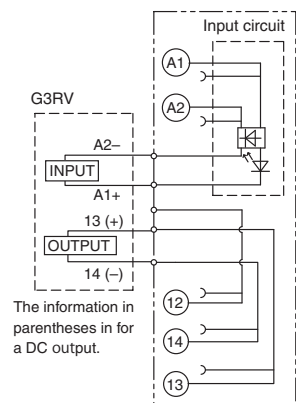 Input circuit
A1
A2
G3RV
A2–
INPUT
A1+
13 (+)
OUTPUT
14 (–)
The information in
parentheses in for
a DC output.
12
14
13